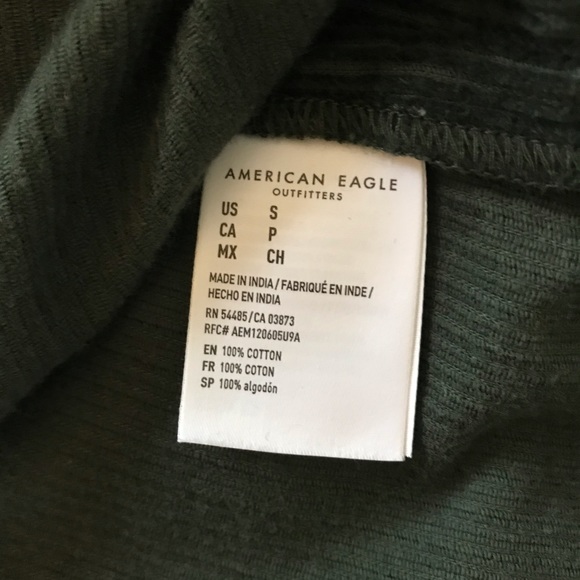 AMERICAN EAGLE
OUTFITTERS
US S
CA P
MX CH
MADE IN INDIA / FABRIQUÉ EN INDE /
HECHO EN INDIA
RN 54485 / CA 03873
RFC# AEM120605U9A
EN 100% COTTON
FR 100% COTON
SP 100% algodón